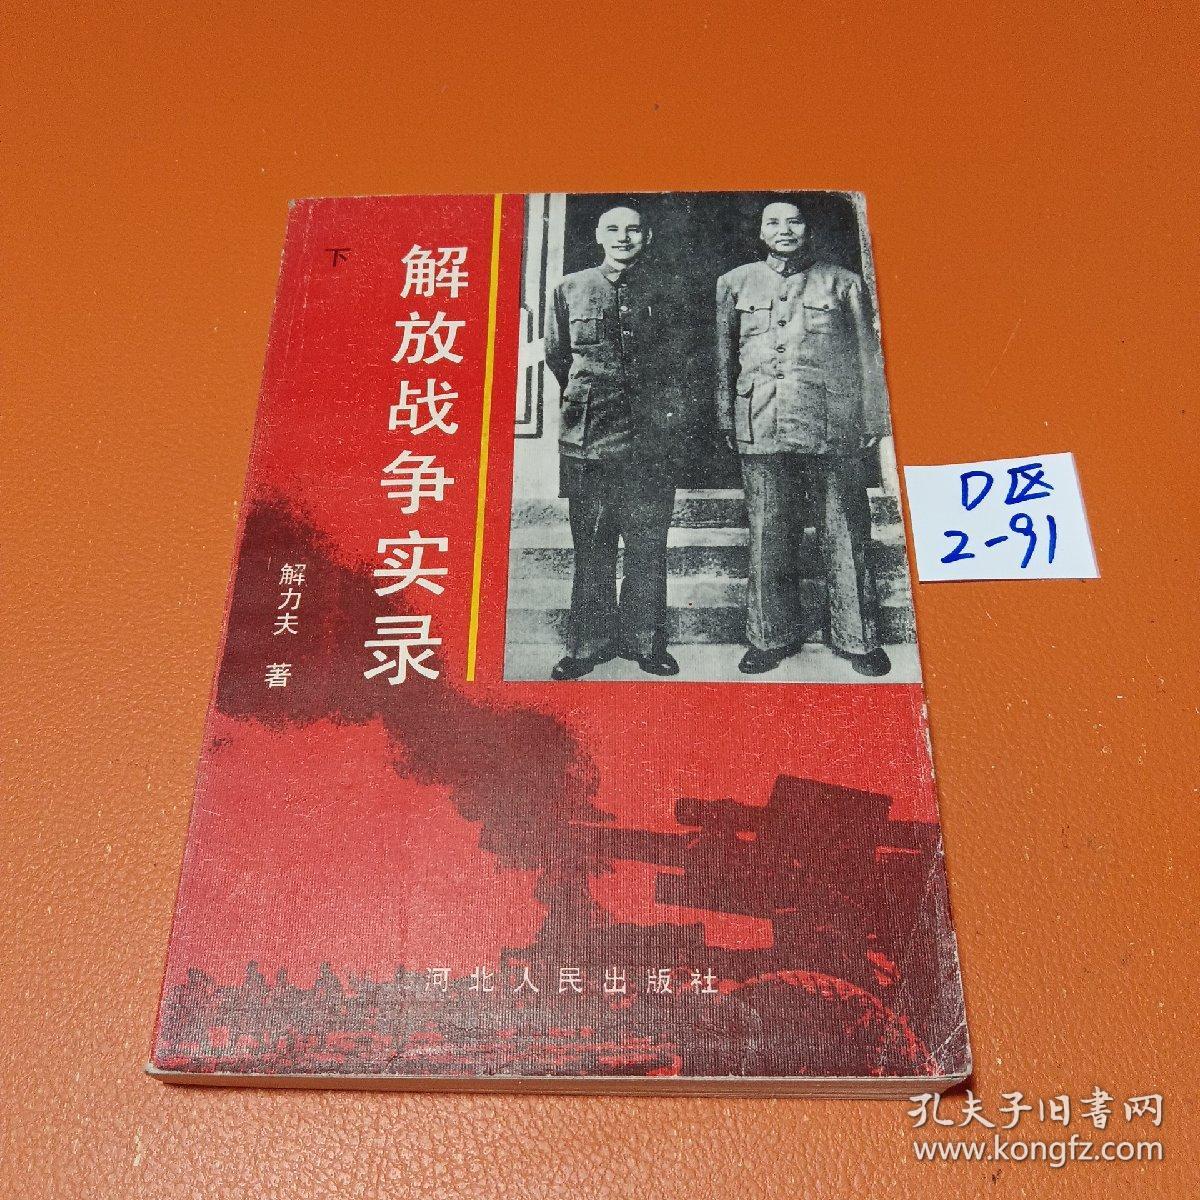 下
解放战争实录
解力夫 著
河北人民出版社
D区
2-91
孔夫子旧書网
www.kongfz.com